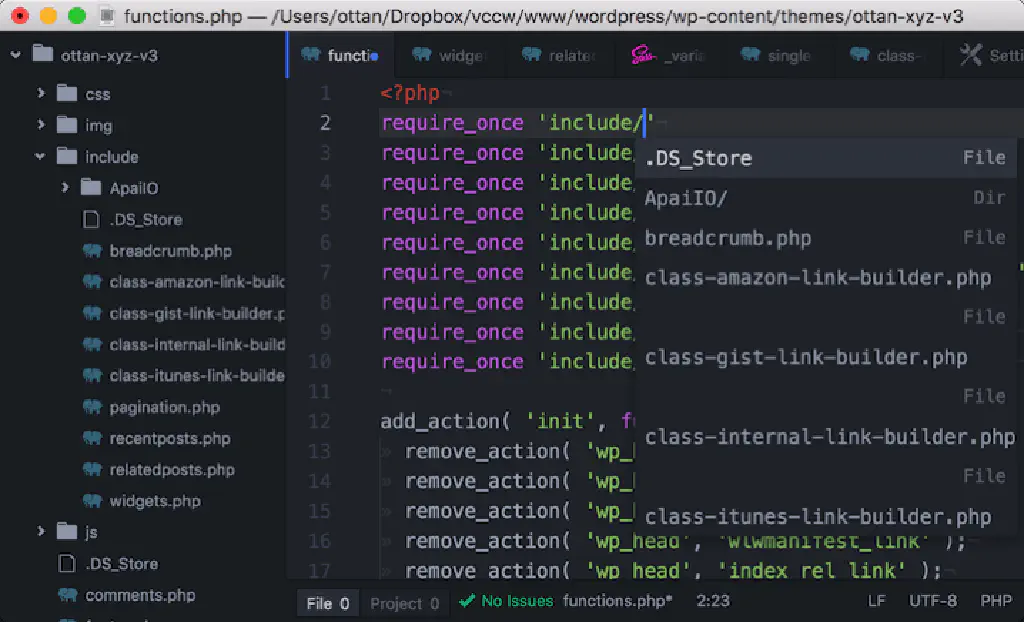 functions.php — /Users/ottan/Dropbox/vccw/www/wordpress/wp-content/themes/ottan-xyz-v3
ottan-xyz-v3
css
img
include
ApaiIO
.DS_Store
breadcrumb.php
class-amazon-link-build
class-gist-link-builder.p
class-internal-link-build
class-itunes-link-builde
pagination.php
recentposts.php
relatedposts.php
widgets.php
js
.DS_Store
comments.php
functi widge relate _varia single class- Setti
1 <?php
2 require_once 'include/'
3 require_once 'include
4 require_once 'include
5 require_once 'include
6 require_once 'include
7 require_once 'include
8 require_once 'include
9 require_once 'include
10 require_once 'include
11
12 add_action( 'init', f
13 remove_action( 'wp_
14 remove_action( 'wp_
15 remove_action( 'wp_
16 remove_action( 'wp_head', 'wlwmanifest_link' );
17 remove_action( 'wp_head', 'index_rel_link' );
.DS_Store File
ApaiIO/ Dir
breadcrumb.php File
class-amazon-link-builder.php
File
class-gist-link-builder.php
File
class-internal-link-builder.php
File
class-itunes-link-builder.php
File 0 Project 0 No Issues functions.php* 2:23 LF UTF-8 PHP